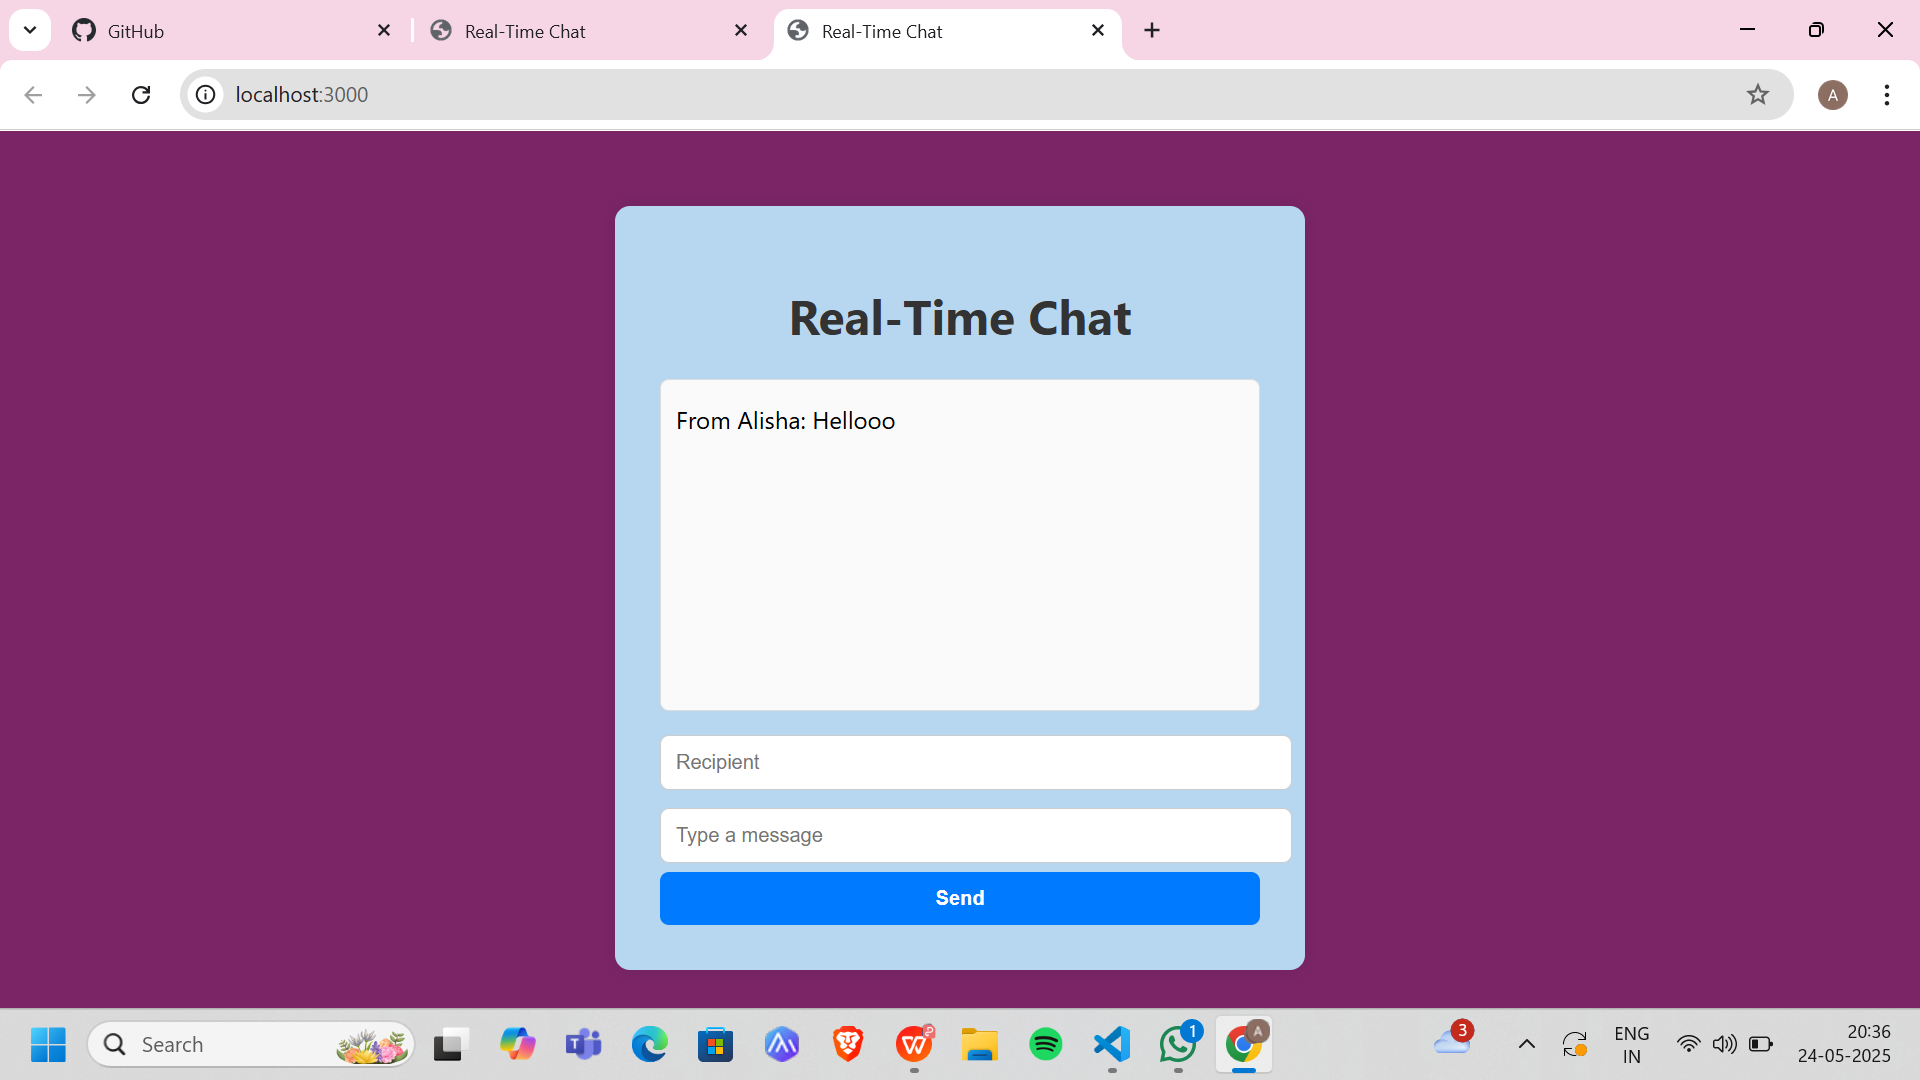 GitHub
Real-Time Chat
Real-Time Chat
localhost:3000
A
Real-Time Chat
From Alisha: Hellooo
Recipient
Type a message
Send
Search
1
A
3
ENG
IN
20:36
24-05-2025